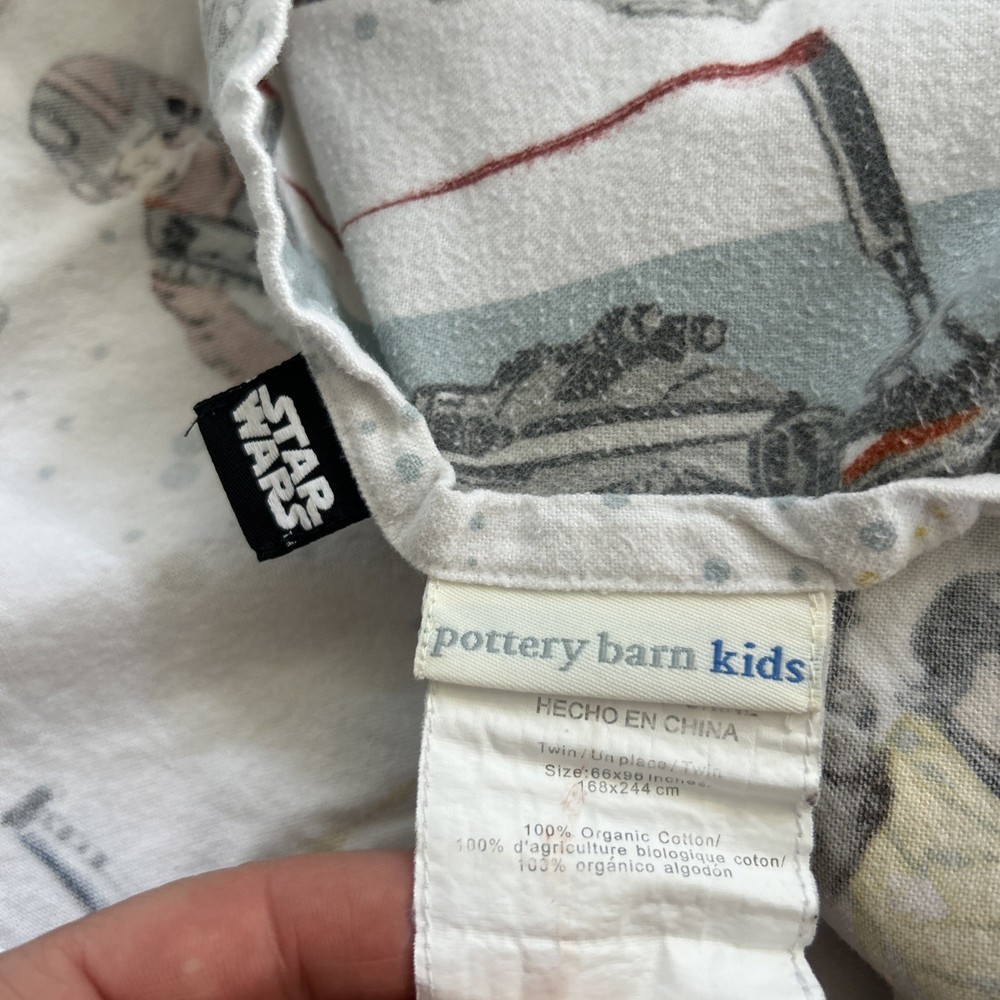 STAR
WARS
pottery barn kids
HECHO EN CHINA
Twin/Un place/Twin
Size:66x96 inches.
168x244 cm
100% Organic Cotton/
100% d'agriculture biologique coton/
100% orgánico algodón